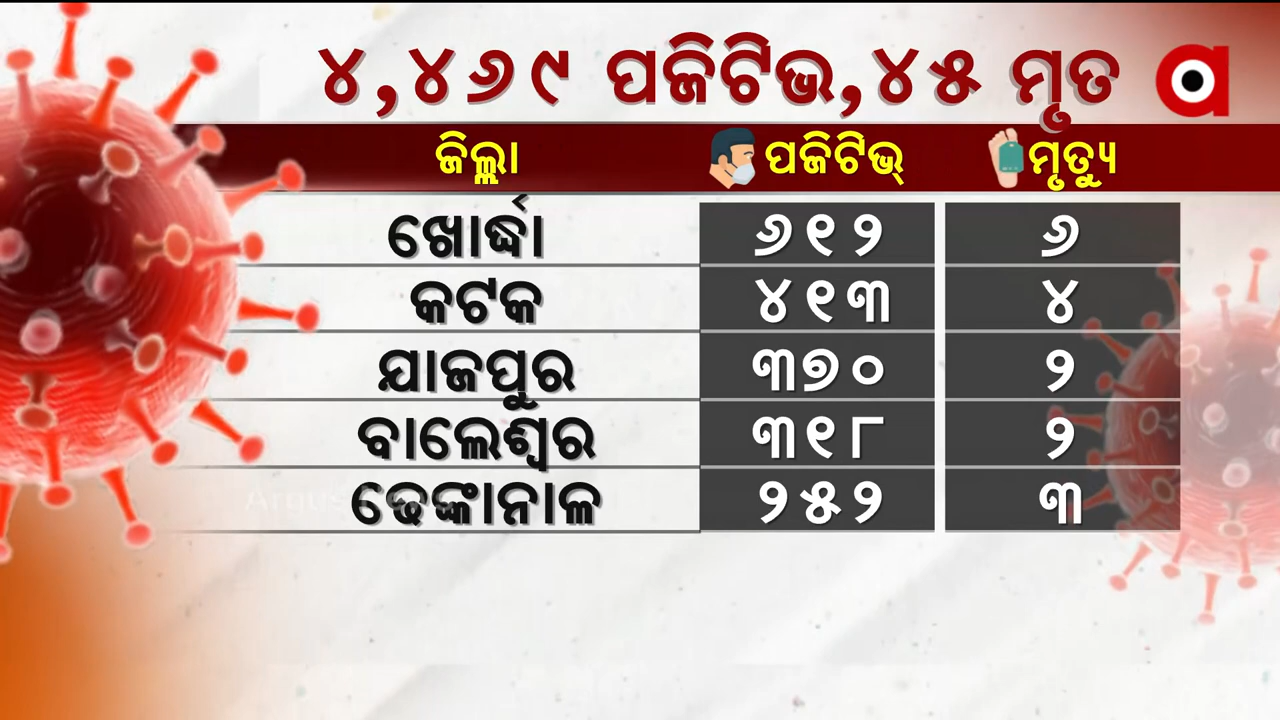 ୪,୪୬୯ ପଜିଟିଭ,୪୫ ମୃତ
ଜିଲ୍ଲା ପଜିଟିଭ୍ ମୃତ୍ୟୁ
ଖୋର୍ଦ୍ଧା ୬୧୨ ୬
କଟକ ୪୧୩ ୪
ଯାଜପୁର ୩୭୦ ୨
ବାଲେଶ୍ୱର ୩୧୮ ୨
ଢେଙ୍କାନାଳ ୨୫୨ ୩